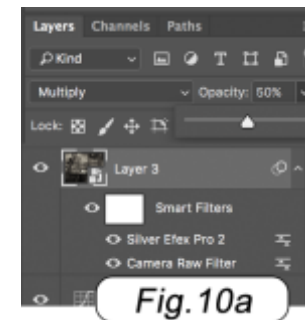 Layers Channels Paths
Kind
Multiply Opacity: 50%
Lock:
Layer 3
Smart Filters
Silver Efex Pro 2
Camera Raw Filter
Fig.10a